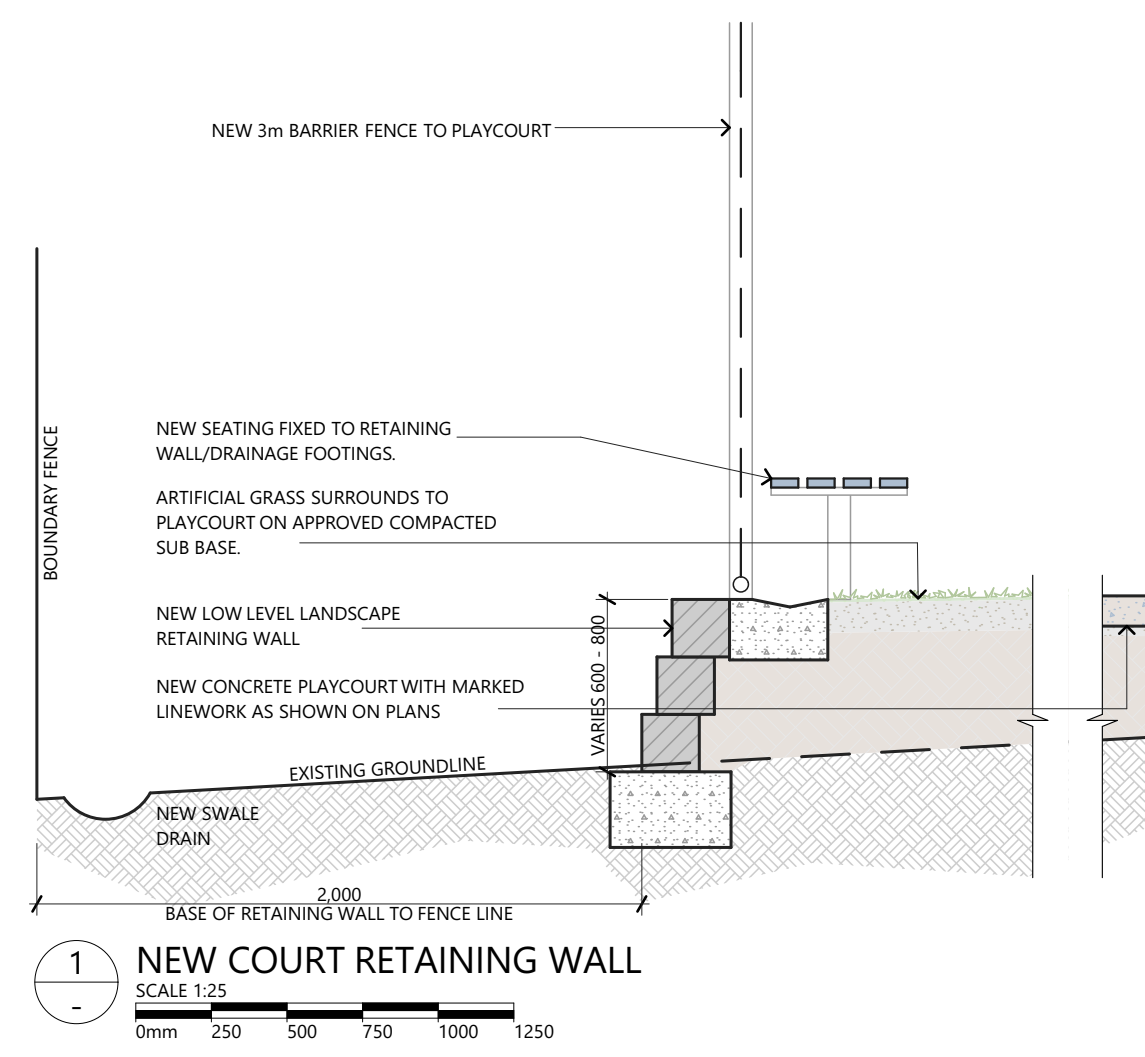 NEW 3m BARRIER FENCE TO PLAYCOURT
BOUNDARY FENCE
NEW SEATING FIXED TO RETAINING
WALL/DRAINAGE FOOTINGS.
ARTIFICIAL GRASS SURROUNDS TO
PLAYCOURT ON APPROVED COMPACTED
SUB BASE.
NEW LOW LEVEL LANDSCAPE
RETAINING WALL
VARIES 600 - 800
NEW CONCRETE PLAYCOURT WITH MARKED
LINEWORK AS SHOWN ON PLANS
EXISTING GROUNDLINE
NEW SWALE
DRAIN
2,000
BASE OF RETAINING WALL TO FENCE LINE
1
-
NEW COURT RETAINING WALL
SCALE 1:25
0mm 250 500 750 1000 1250